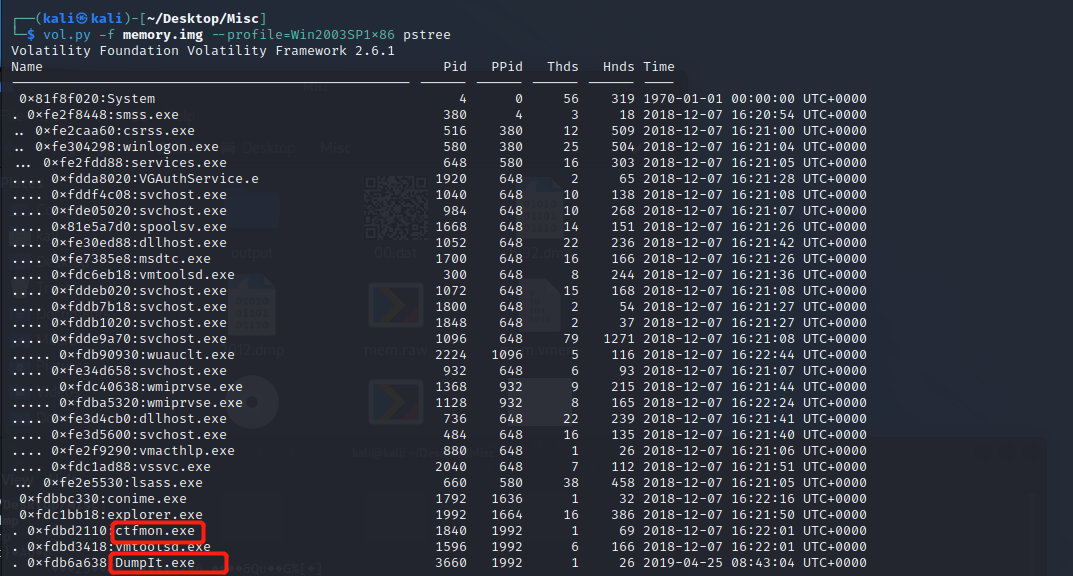 ┌──(kali㉿kali)-[~/Desktop/Misc]
└─$ vol.py -f memory.img --profile=Win2003SP1×86 pstree
Volatility Foundation Volatility Framework 2.6.1
Name Pid PPid Thds Hnds Time
0×81f8f020:System 4 0 56 319 1970-01-01 00:00:00 UTC+0000
. 0×fe2f8448:smss.exe 380 4 3 18 2018-12-07 16:20:54 UTC+0000
.. 0×fe2caa60:csrss.exe 516 380 12 509 2018-12-07 16:21:00 UTC+0000
.. 0×fe304298:winlogon.exe 580 380 25 504 2018-12-07 16:21:04 UTC+0000
... 0×fe2fdd88:services.exe 648 580 16 303 2018-12-07 16:21:05 UTC+0000
.... 0×fdda8020:VGAuthService.e 1920 648 2 65 2018-12-07 16:21:28 UTC+0000
.... 0×fddf4c08:svchost.exe 1040 648 10 138 2018-12-07 16:21:08 UTC+0000
.... 0×fde05020:svchost.exe 984 648 10 268 2018-12-07 16:21:07 UTC+0000
.... 0×81e5a7d0:spoolsv.exe 1668 648 14 151 2018-12-07 16:21:26 UTC+0000
.... 0×fe30ed88:dllhost.exe 1052 648 22 236 2018-12-07 16:21:42 UTC+0000
.... 0×fe7385e8:msdtc.exe 1700 648 16 166 2018-12-07 16:21:26 UTC+0000
.... 0×fdc6eb18:vmtoolsd.exe 300 648 8 244 2018-12-07 16:21:36 UTC+0000
.... 0×fddeb020:svchost.exe 1072 648 15 168 2018-12-07 16:21:08 UTC+0000
.... 0×fddb7b18:svchost.exe 1800 648 2 54 2018-12-07 16:21:27 UTC+0000
.... 0×fddb1020:svchost.exe 1848 648 2 37 2018-12-07 16:21:27 UTC+0000
.... 0×fdde9a70:svchost.exe 1096 648 79 1271 2018-12-07 16:21:08 UTC+0000
..... 0×fdb90930:wuauclt.exe 2224 1096 5 116 2018-12-07 16:22:44 UTC+0000
.... 0×fe34d658:svchost.exe 932 648 6 93 2018-12-07 16:21:07 UTC+0000
..... 0×fdc40638:wmiprvse.exe 1368 932 9 215 2018-12-07 16:21:44 UTC+0000
..... 0×fdba5320:wmiprvse.exe 1128 932 8 165 2018-12-07 16:22:24 UTC+0000
.... 0×fe3d4cb0:dllhost.exe 736 648 22 239 2018-12-07 16:21:41 UTC+0000
.... 0×fe3d5600:svchost.exe 484 648 16 135 2018-12-07 16:21:40 UTC+0000
.... 0×fe2f9290:vmacthlp.exe 880 648 1 26 2018-12-07 16:21:06 UTC+0000
.... 0×fdc1ad88:vssvc.exe 2040 648 7 112 2018-12-07 16:21:51 UTC+0000
... 0×fe2e5530:lsass.exe 660 580 38 458 2018-12-07 16:21:05 UTC+0000
0×fdbbc330:conime.exe 1792 1636 1 32 2018-12-07 16:22:16 UTC+0000
0×fdc1bb18:explorer.exe 1992 1664 16 386 2018-12-07 16:21:50 UTC+0000
. 0×fdbd2110:ctfmon.exe 1840 1992 1 69 2018-12-07 16:22:01 UTC+0000
. 0×fdbd3418:vmtoolsd.exe 1596 1992 6 166 2018-12-07 16:22:01 UTC+0000
. 0×fdb6a638:DumpIt.exe 3660 1992 1 26 2019-04-25 08:43:04 UTC+0000